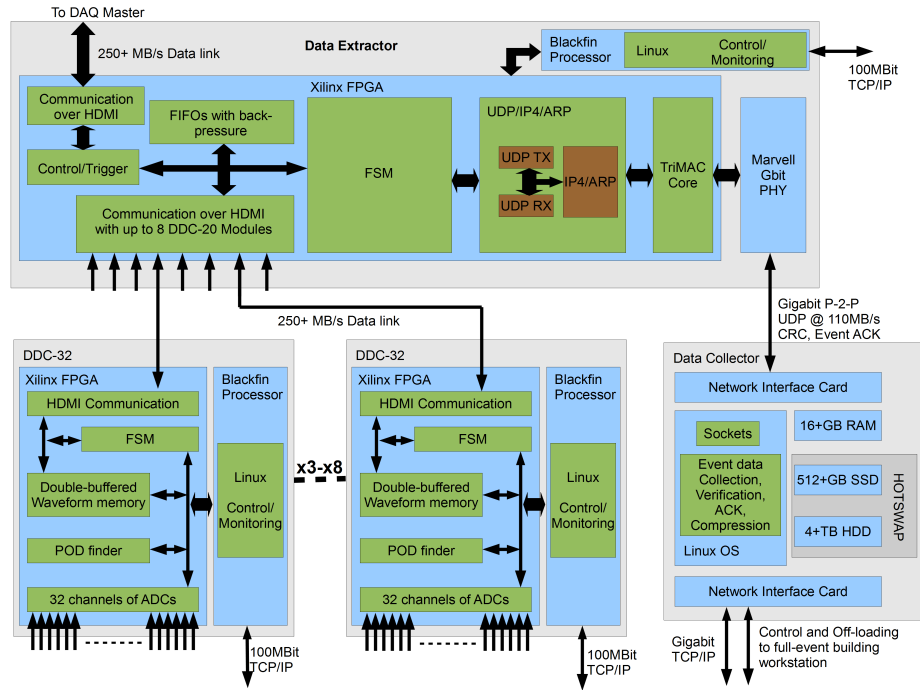 To DAQ Master
250+ MB/s Data link
Data Extractor
Blackfin
Processor
Linux
Control/
Monitoring
100MBit
TCP/IP
Xilinx FPGA
Communication
over HDMI
FIFOs with back-
pressure
Control/Trigger
Communication over HDMI
with up to 8 DDC-20 Modules
FSM
UDP/IP4/ARP
UDP TX
IP4/ARP
UDP RX
TriMAC
Core
Marvell
Gbit
PHY
250+ MB/s Data link
Gigabit P-2-P
UDP @ 110MB/s
CRC, Event ACK
DDC-32
Xilinx FPGA
Blackfin
Processor
HDMI Communication
FSM
Double-buffered
Waveform memory
POD finder
32 channels of ADCs
Linux
Control/
Monitoring
100MBit
TCP/IP
x3-x8
DDC-32
Xilinx FPGA
Blackfin
Processor
HDMI Communication
FSM
Double-buffered
Waveform memory
POD finder
32 channels of ADCs
Linux
Control/
Monitoring
100MBit
TCP/IP
Data Collector
Network Interface Card
Sockets
Event data
Collection,
Verification,
ACK,
Compression
Linux OS
16+GB RAM
512+GB SSD
4+TB HDD
HOTSWAP
Network Interface Card
Gigabit
TCP/IP
Control and Off-loading
to full-event building
workstation